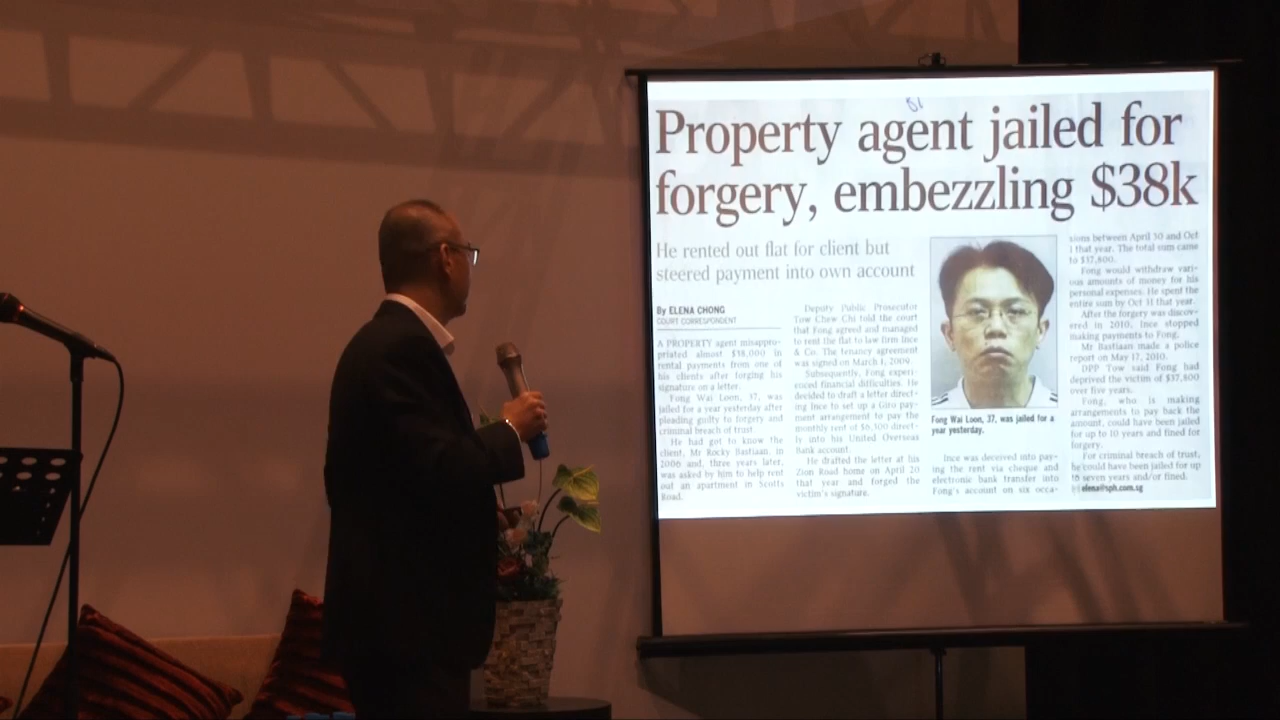 Property agent jailed for
forgery, embezzling $38k
He rented out flat for client but
steered payment into own account
By ELENA CHONG
COURT CORRESPONDENT
A PROPERTY agent misappro-
priated almost $38,000 in
rental payments from one of
his clients after forging his
signature on a letter.
Fong Wai Loon, 37, was
jailed for a year yesterday after
pleading guilty to forgery and
criminal breach of trust.
He had got to know the
client, Mr Rocky Bastiaan, in
2006 and, three years later,
was asked by him to help rent
out an apartment in Scotts
Road.
Deputy Public Prosecutor
Tow Chew Chi told the court
that Fong agreed and managed
to rent the flat to law firm Ince
& Co. The tenancy agreement
was signed on March 1, 2009.
Subsequently, Fong experi-
enced financial difficulties. He
decided to draft a letter direct-
ing Ince to set up a Giro pay-
ment arrangement to pay the
monthly rent of $6,300 direct-
ly into his United Overseas
Bank account.
He drafted the letter at his
Zion Road home on April 20
that year and forged the
victim's signature.
Fong Wai Loon, 37, was jailed for a
year yesterday.
Ince was deceived into pay-
ing the rent via cheque and
electronic bank transfer into
Fong's account on six occa-
sions between April 30 and Oct
1 that year. The total sum came
to $37,800.
Fong would withdraw vari-
ous amounts of money for his
personal expenses. He spent the
entire sum by Oct 31 that year.
After the forgery was discov-
ered in 2010, Ince stopped
making payments to Fong.
Mr Bastiaan made a police
report on May 17, 2010.
DPP Tow said Fong had
deprived the victim of $37,800
over five years.
Fong, who is making
arrangements to pay back the
amount, could have been jailed
for up to 10 years and fined for
forgery.
For criminal breach of trust,
he could have been jailed for up
to seven years and/or fined.
elena@sph.com.sg